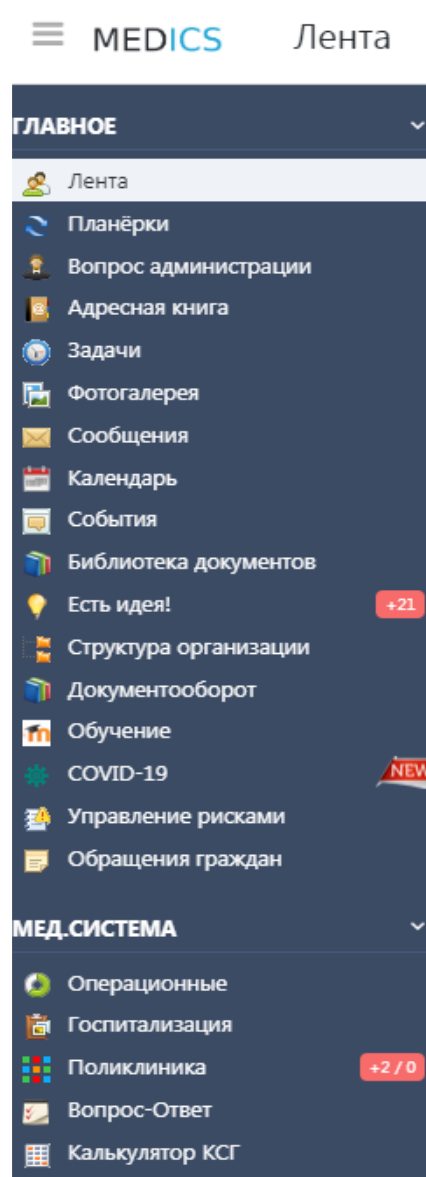 MEDICS Лента
ГЛАВНОЕ
Лента
Планёрки
Вопрос администрации
Адресная книга
Задачи
Фотогалерея
Сообщения
Календарь
События
Библиотека документов
Есть идея! +21
Структура организации
Документооборот
Обучение
COVID-19 NEW
Управление рисками
Обращения граждан
МЕД.СИСТЕМА
Операционные
Госпитализация
Поликлиника +2 / 0
Вопрос-Ответ
Калькулятор КСГ